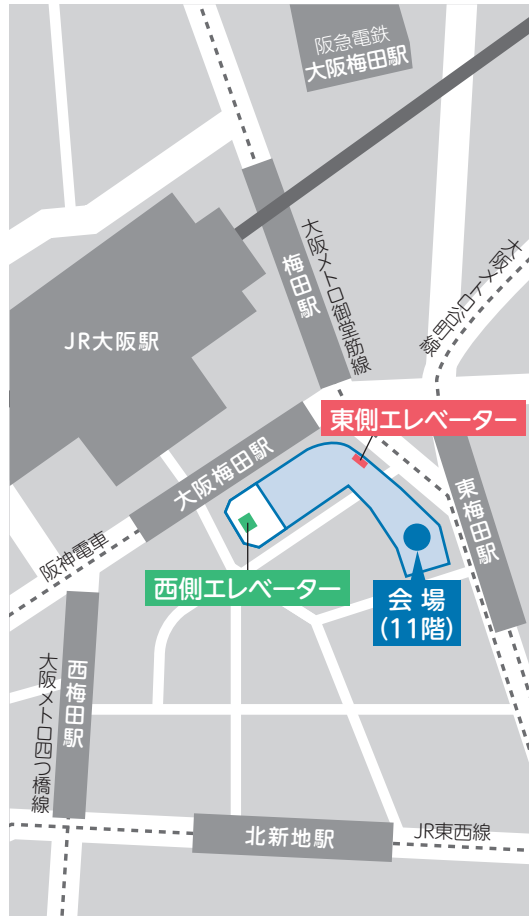 阪急電鉄
大阪梅田駅
大阪メトロ御堂筋線
梅田駅
大阪メトロ谷町線
JR大阪駅
東側エレベーター
大阪梅田駅
東梅田駅
阪神電車
西側エレベーター
会場
(11階)
西梅田駅
大阪メトロ四つ橋線
北新地駅
JR東西線